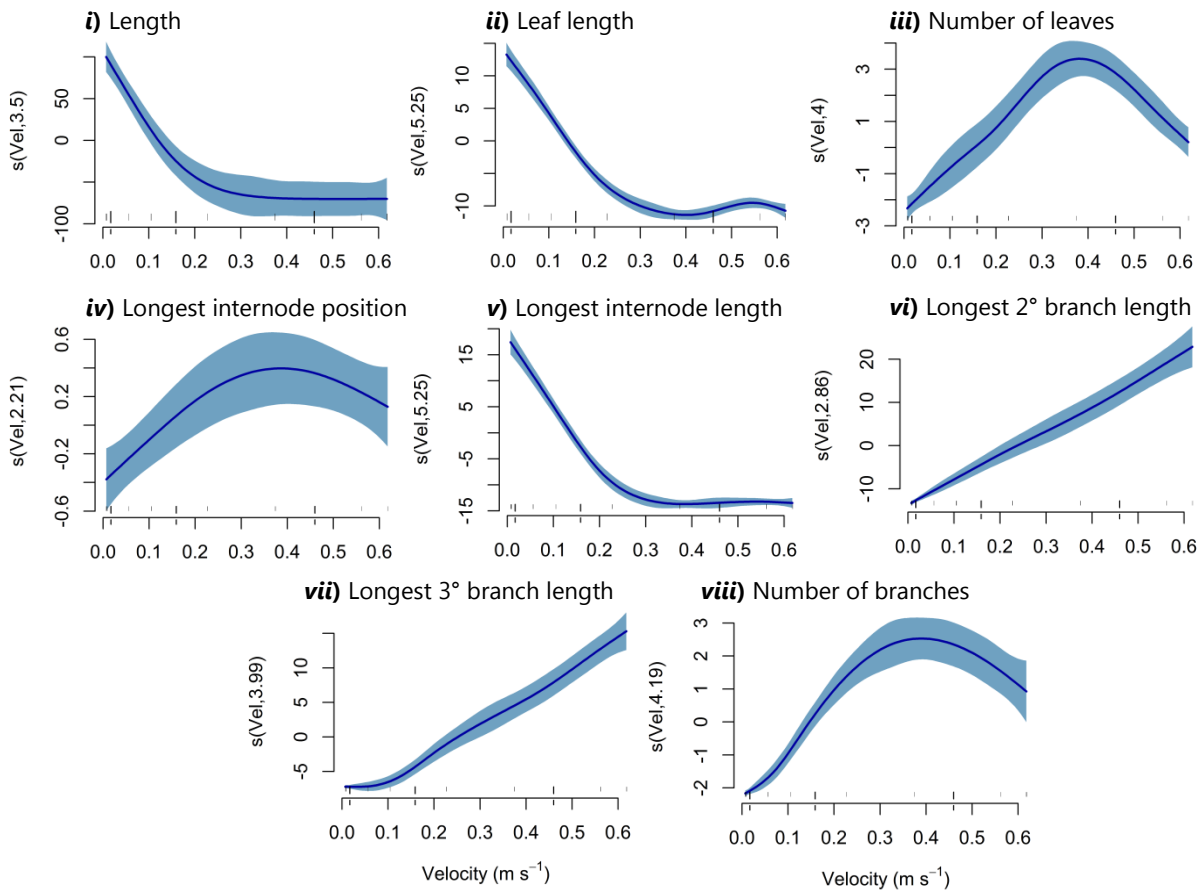 i) Length
ii) Leaf length
iii) Number of leaves
s(Vel,3.5)
50
0
-100
0.0 0.1 0.2 0.3 0.4 0.5 0.6
s(Vel,5.25)
15
10
5
0
-10
0.0 0.1 0.2 0.3 0.4 0.5 0.6
s(Vel,4)
3
1
-1
-3
0.0 0.1 0.2 0.3 0.4 0.5 0.6
iv) Longest internode position
v) Longest internode length
vi) Longest 2° branch length
s(Vel,2.21)
0.6
0.2
-0.2
-0.6
0.0 0.1 0.2 0.3 0.4 0.5 0.6
s(Vel,5.25)
15
5
-5
-15
0.0 0.1 0.2 0.3 0.4 0.5 0.6
s(Vel,2.86)
20
10
0
-10
0.0 0.1 0.2 0.3 0.4 0.5 0.6
vii) Longest 3° branch length
viii) Number of branches
s(Vel,3.99)
10
5
0
-5
0.0 0.1 0.2 0.3 0.4 0.5 0.6
Velocity (m s⁻¹)
s(Vel,4.19)
3
2
1
0
-1
-2
0.0 0.1 0.2 0.3 0.4 0.5 0.6
Velocity (m s⁻¹)